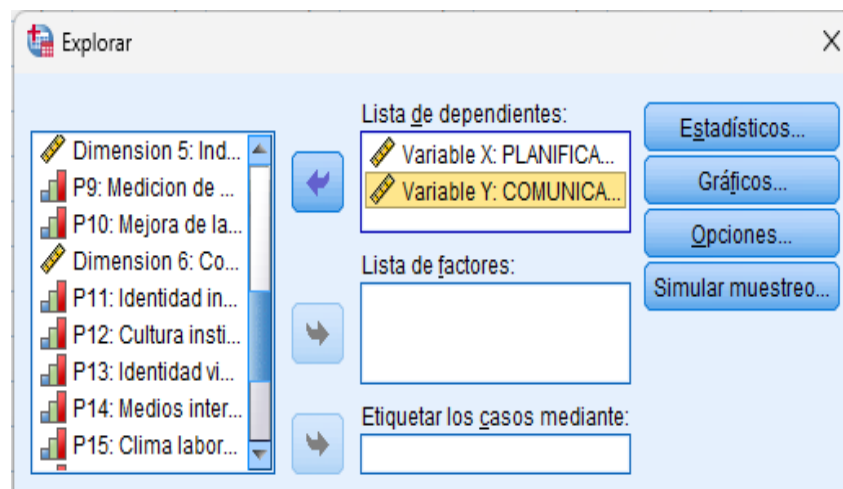 Explorar
Dimension 5: Ind...
P9: Medicion de ...
P10: Mejora de la...
Dimension 6: Co...
P11: Identidad in...
P12: Cultura insti...
P13: Identidad vi...
P14: Medios inter...
P15: Clima labor...
Lista de dependientes:
Variable X: PLANIFICA...
Variable Y: COMUNICA...
Lista de factores:
Etiquetar los casos mediante:
Estadísticos...
Gráficos...
Opciones...
Simular muestreo...